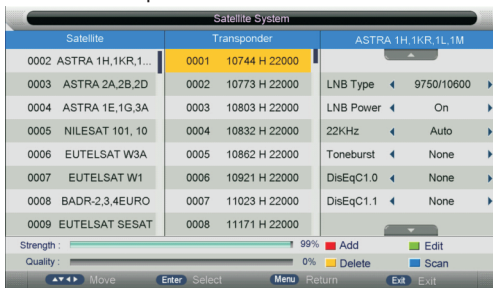 Satellite System
Satellite Transponder ASTRA 1H,1KR,1L,1M
0002 ASTRA 1H,1KR,1... 0001 10744 H 22000
0003 ASTRA 2A,2B,2D 0002 10773 H 22000 LNB Type 9750/10600
0004 ASTRA 1E,1G,3A 0003 10803 H 22000 LNB Power On
0005 NILESAT 101, 10 0004 10832 H 22000 22KHz Auto
0006 EUTELSAT W3A 0005 10862 H 22000 Toneburst None
0007 EUTELSAT W1 0006 10921 H 22000 DisEqC1.0 None
0008 BADR-2,3,4EURO 0007 11023 H 22000 DisEqC1.1 None
0009 EUTELSAT SESAT 0008 11171 H 22000
Strength : 99% Add Edit
Quality : 0% Delete Scan
Move Enter Select Menu Return Exit Exit